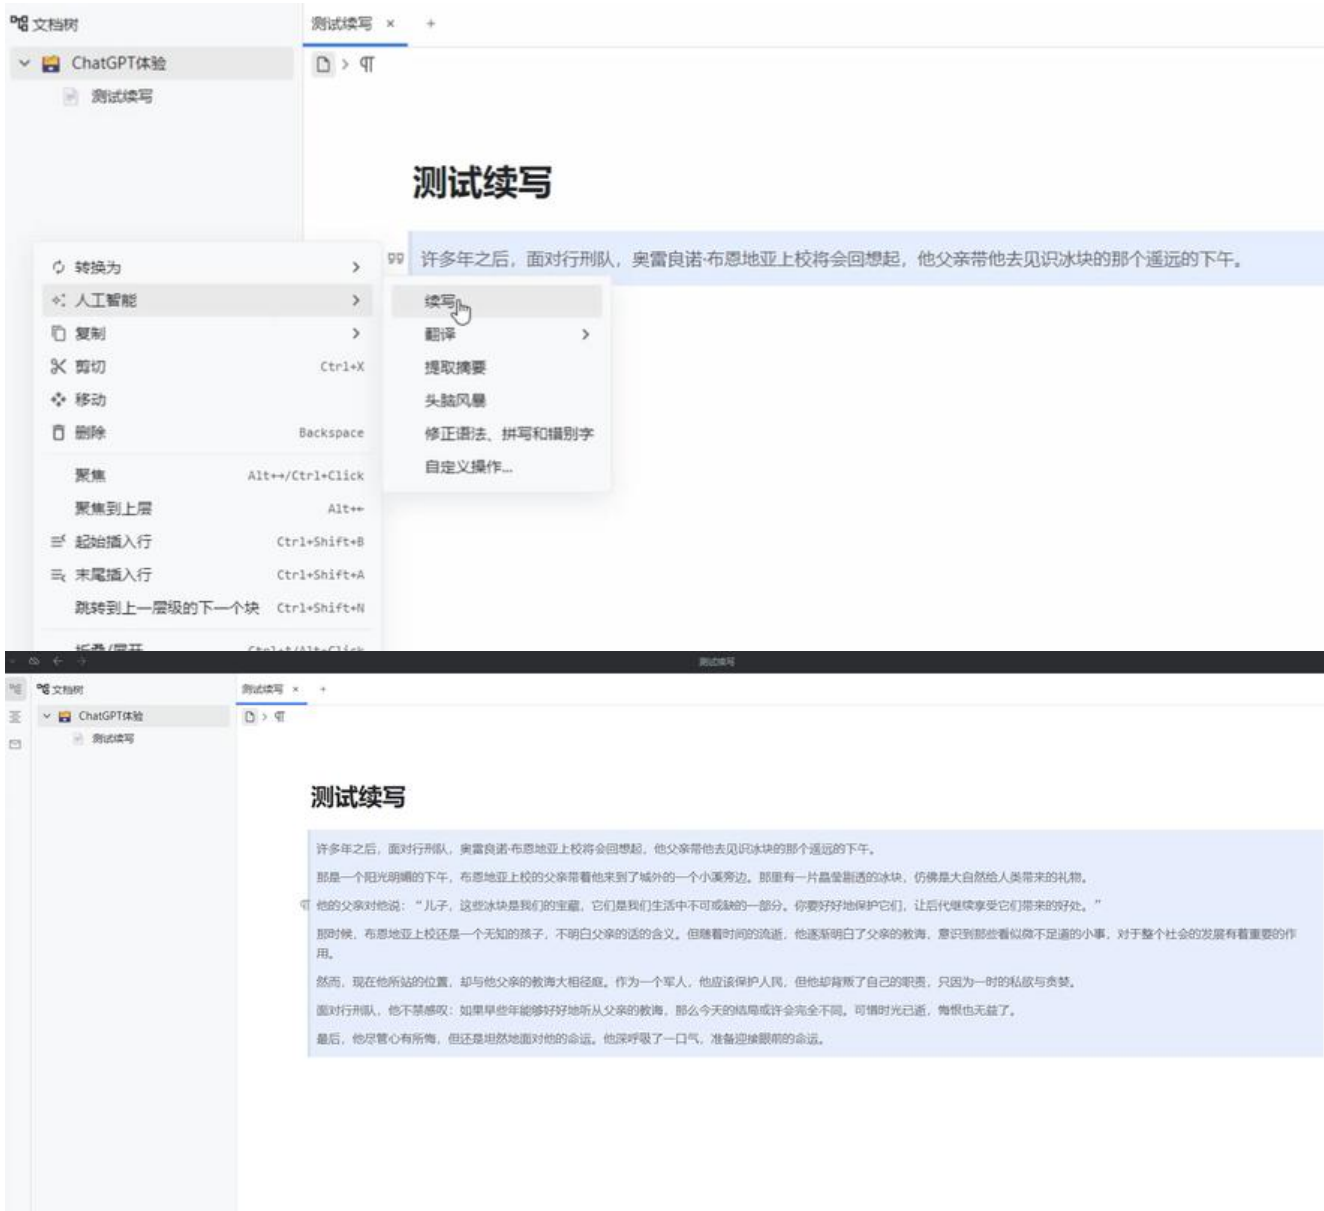 文档树
测试续写 × +
ChatGPT体验
测试续写
测试续写
许多年之后，面对行刑队，奥雷良诺·布恩地亚上校将会回想起，他父亲带他去见识冰块的那个遥远的下午。
转换为
人工智能
复制
剪切 Ctrl+X
移动
删除 Backspace
聚焦 Alt+→/Ctrl+Click
聚焦到上层 Alt+←
起始插入行 Ctrl+Shift+B
末尾插入行 Ctrl+Shift+A
跳转到上一层级的下一个块 Ctrl+Shift+N
折叠/展开 Ctrl+↑/Alt+Click
续写
翻译
提取摘要
头脑风暴
修正语法、拼写和错别字
自定义操作...
测试续写
文档树
测试续写 × +
ChatGPT体验
测试续写
测试续写
许多年之后，面对行刑队，奥雷良诺·布恩地亚上校将会回想起，他父亲带他去见识冰块的那个遥远的下午。
那是一个阳光明媚的下午，布恩地亚上校的父亲带着他来到了城外的一个小溪旁边。那里有一片晶莹剔透的冰块，仿佛是大自然给人类带来的礼物。
他的父亲对他说：“儿子，这些冰块是我们的宝藏，它们是我们生活中不可或缺的一部分。你要好好地保护它们，让后代继续享受它们带来的好处。”
那时候，布恩地亚上校还是一个无知的孩子，不明白父亲的话的含义。但随着时间的流逝，他逐渐明白了父亲的教诲，意识到那些看似微不足道的小事，对于整个社会的发展有着重要的作
用。
然而，现在他所站的位置，却与他父亲的教诲大相径庭。作为一个军人，他应该保护人民，但他却背叛了自己的职责，只因为一时的私欲与贪婪。
面对行刑队，他不禁感叹：如果早些年能够好好地听从父亲的教诲，那么今天的结局或许会完全不同。可惜时光已逝，悔恨也无益了。
最后，他尽管心有所悔，但还是坦然地面对他的命运。他深呼吸了一口气，准备迎接眼前的命运。